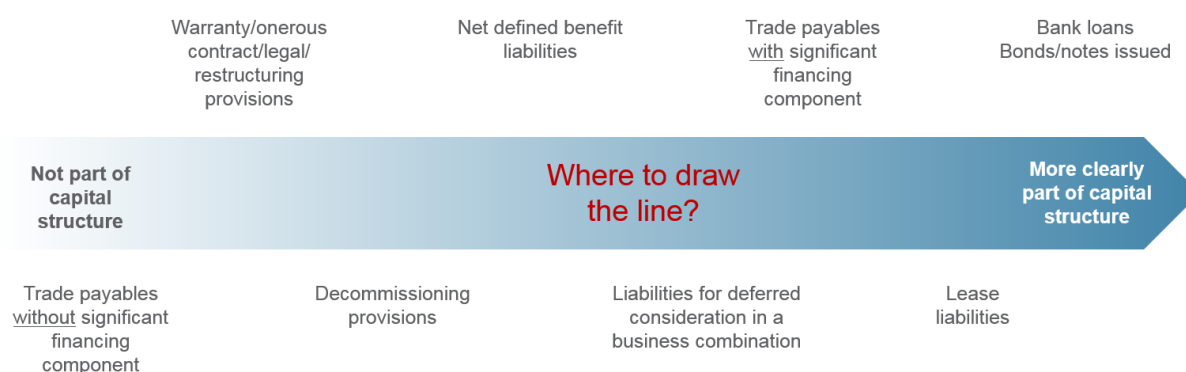 Warranty/onerous
contract/legal/
restructuring
provisions
Net defined benefit
liabilities
Trade payables
with significant
financing
component
Bank loans
Bonds/notes issued
Not part of
capital
structure
Where to draw
the line?
More clearly
part of capital
structure
Trade payables
without significant
financing
component
Decommissioning
provisions
Liabilities for deferred
consideration in a
business combination
Lease
liabilities